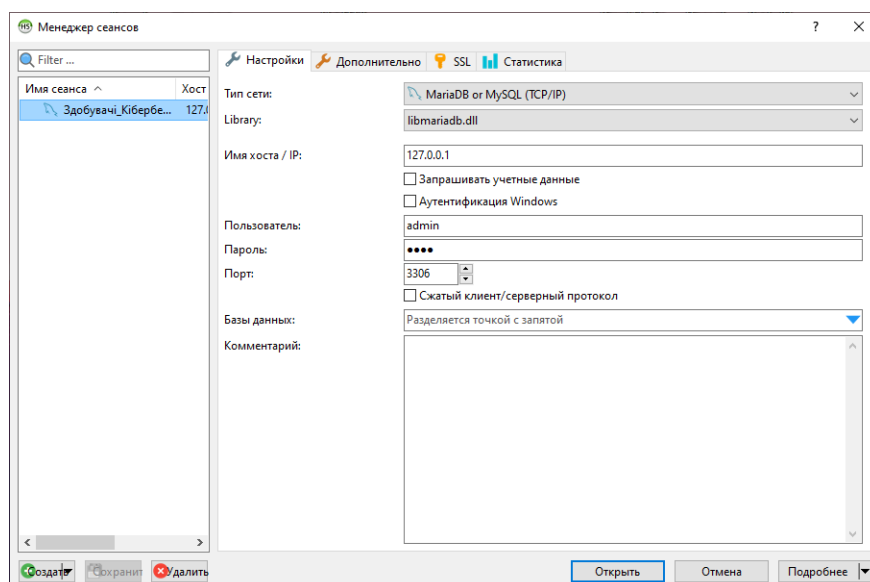 HS Менеджер сеансов ? ×
Filter ...
Имя сеанса Хост
Здобувачі_Кібербе... 127.(
Настройки Дополнительно SSL Статистика
Тип сети: MariaDB or MySQL (TCP/IP)
Library: libmariadb.dll
Имя хоста / IP: 127.0.0.1
Запрашивать учетные данные
Аутентификация Windows
Пользователь: admin
Пароль: ●●●●
Порт: 3306
Сжатый клиент/серверный протокол
Базы данных: Разделяется точкой с запятой
Комментарий:
Создать Сохранит Удалить Открыть Отмена Подробнее